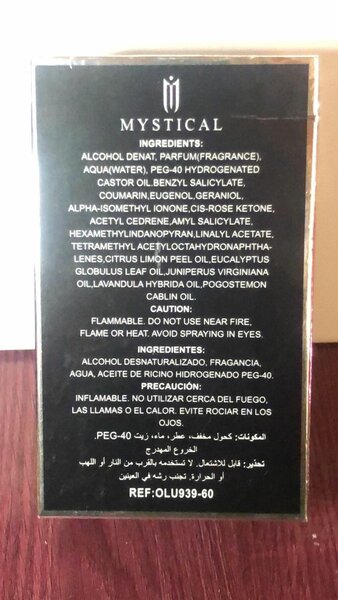 MYSTICAL
INGREDIENTS:
ALCOHOL DENAT, PARFUM(FRAGRANCE),
AQUA(WATER), PEG-40 HYDROGENATED
CASTOR OIL.BENZYL SALICYLATE,
COUMARIN,EUGENOL,GERANIOL,
ALPHA-ISOMETHYL IONONE,CIS-ROSE KETONE,
ACETYL CEDRENE,AMYL SALICYLATE,
HEXAMETHYLINDANOPYRAN,LINALYL ACETATE,
TETRAMETHYL ACETYLOCTAHYDRONAPHTHA-
LENES,CITRUS LIMON PEEL OIL,EUCALYPTUS
GLOBULUS LEAF OIL,JUNIPERUS VIRGINIANA
OIL,LAVANDULA HYBRIDA OIL,POGOSTEMON
CABLIN OIL.
CAUTION:
FLAMMABLE. DO NOT USE NEAR FIRE,
FLAME OR HEAT. AVOID SPRAYING IN EYES.
INGREDIENTES:
ALCOHOL DESNATURALIZADO, FRAGANCIA,
AGUA, ACEITE DE RICINO HIDROGENADO PEG-40.
PRECAUCIÓN:
INFLAMABLE. NO UTILIZAR CERCA DEL FUEGO,
LAS LLAMAS O EL CALOR. EVITE ROCIAR EN LOS
OJOS.
المكونات: كحول مخفف، عطر، ماء، زيت PEG-40.
الخروع المهدرج
تحذير: قابل للاشتعال. لا تستخدمه بالقرب من النار أو اللهب
أو الحرارة. تجنب رشه في العينين
REF:OLU939-60